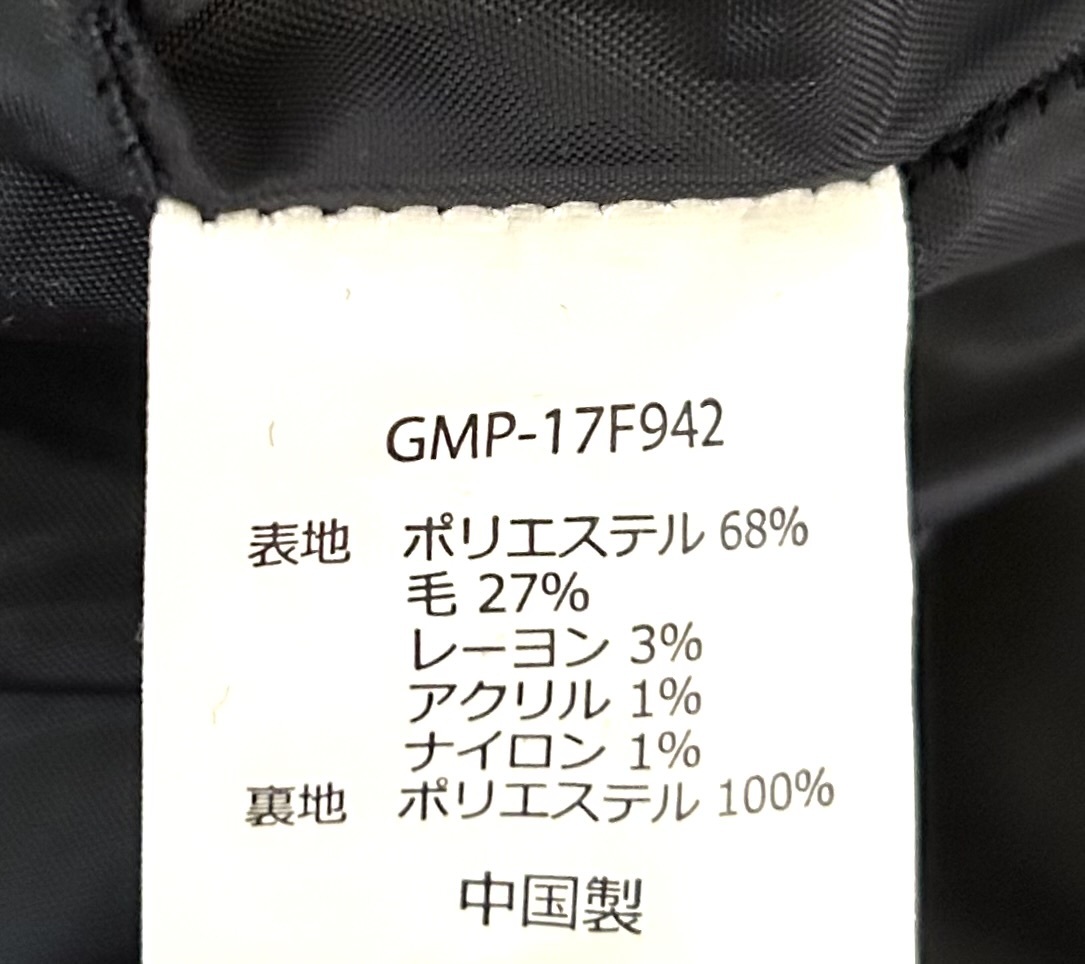 GMP-17F942
表地 ポリエステル 68%
毛 27%
レーヨン 3%
アクリル 1%
ナイロン 1%
裏地 ポリエステル 100%
中国製